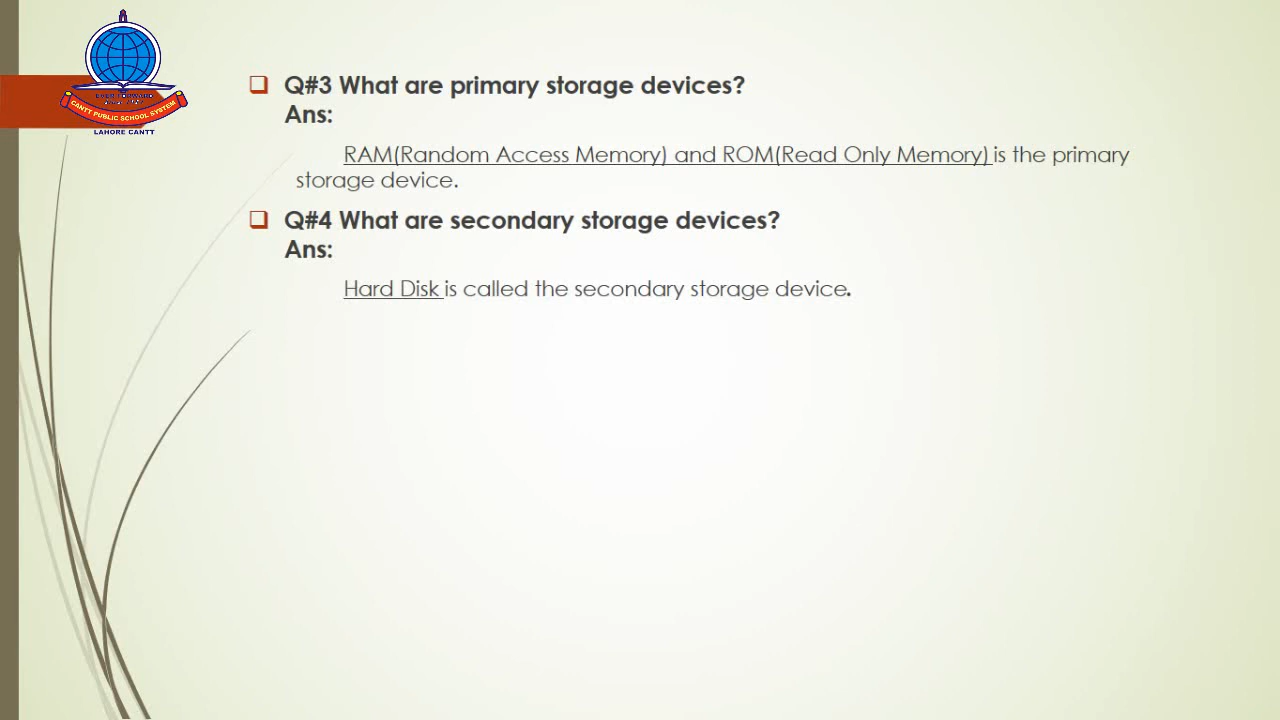 CANTT PUBLIC SCHOOL SYSTEM
LAHORE CANTT
Q#3 What are primary storage devices?
Ans:
RAM(Random Access Memory) and ROM(Read Only Memory) is the primary
storage device.
Q#4 What are secondary storage devices?
Ans:
Hard Disk is called the secondary storage device.